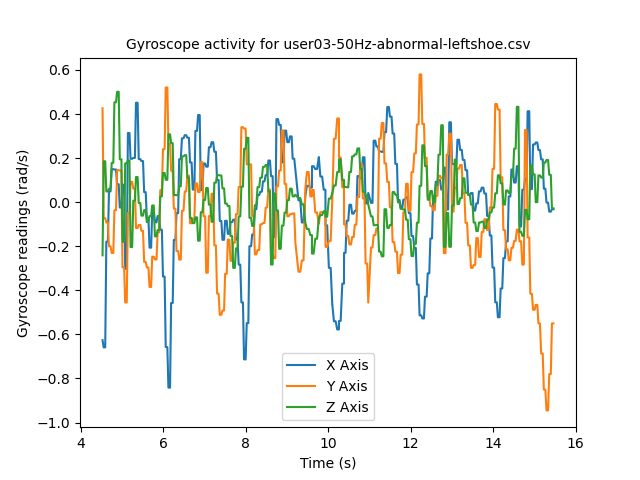 Gyroscope activity for user03-50Hz-abnormal-leftshoe.csv
Gyroscope readings (rad/s)
0.6
0.4
0.2
0.0
−0.2
−0.4
−0.6
−0.8
−1.0
X Axis
Y Axis
Z Axis
4
6
8
10
12
14
16
Time (s)